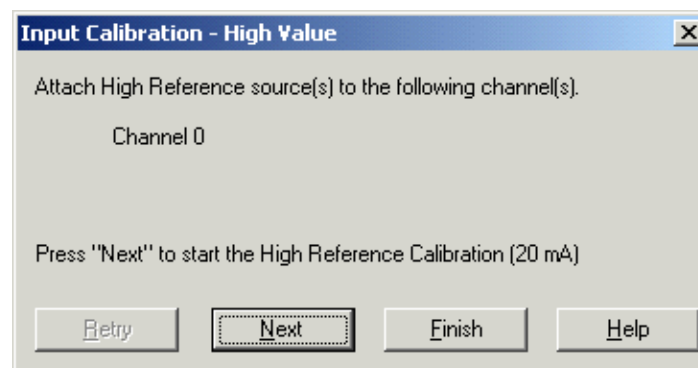 Input Calibration - High Value
Attach High Reference source(s) to the following channel(s).
Channel 0
Press "Next" to start the High Reference Calibration (20 mA)
Retry
Next
Finish
Help